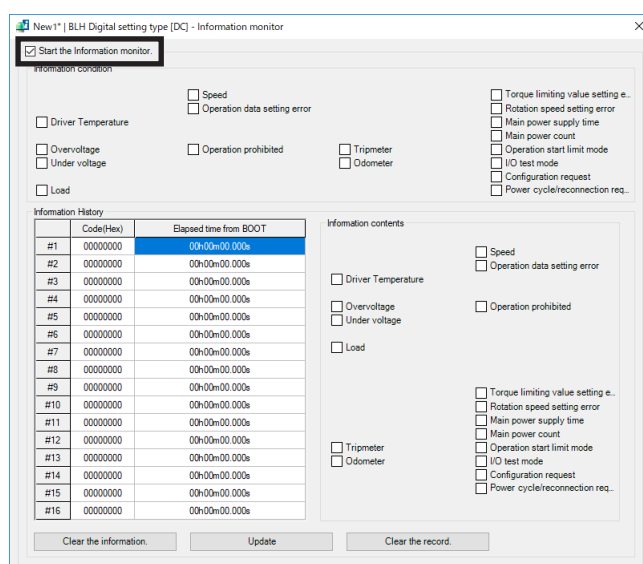 New1* | BLH Digital setting type [DC] - Information monitor
Start the Information monitor.
Information condition
Speed
Operation data setting error
Driver Temperature
Overvoltage
Under voltage
Operation prohibited
Load
Tripmeter
Odometer
Torque limiting value setting e...
Rotation speed setting error
Main power supply time
Main power count
Operation start limit mode
I/O test mode
Configuration request
Power cycle/reconnection req...
Information History
Code(Hex) Elapsed time from BOOT
#1 00000000 00h00m00.000s
#2 00000000 00h00m00.000s
#3 00000000 00h00m00.000s
#4 00000000 00h00m00.000s
#5 00000000 00h00m00.000s
#6 00000000 00h00m00.000s
#7 00000000 00h00m00.000s
#8 00000000 00h00m00.000s
#9 00000000 00h00m00.000s
#10 00000000 00h00m00.000s
#11 00000000 00h00m00.000s
#12 00000000 00h00m00.000s
#13 00000000 00h00m00.000s
#14 00000000 00h00m00.000s
#15 00000000 00h00m00.000s
#16 00000000 00h00m00.000s
Information contents
Speed
Operation data setting error
Driver Temperature
Overvoltage
Under voltage
Operation prohibited
Load
Tripmeter
Odometer
Torque limiting value setting e...
Rotation speed setting error
Main power supply time
Main power count
Operation start limit mode
I/O test mode
Configuration request
Power cycle/reconnection req...
Clear the information.
Update
Clear the record.